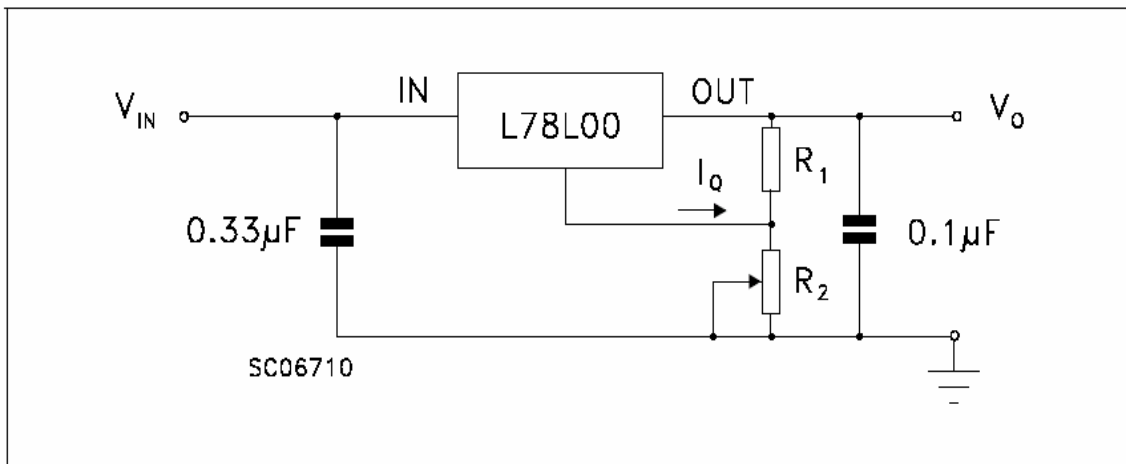 V_IN
IN
L78L00
OUT
V_O
I_Q
R_1
0.33µF
0.1µF
R_2
SC06710